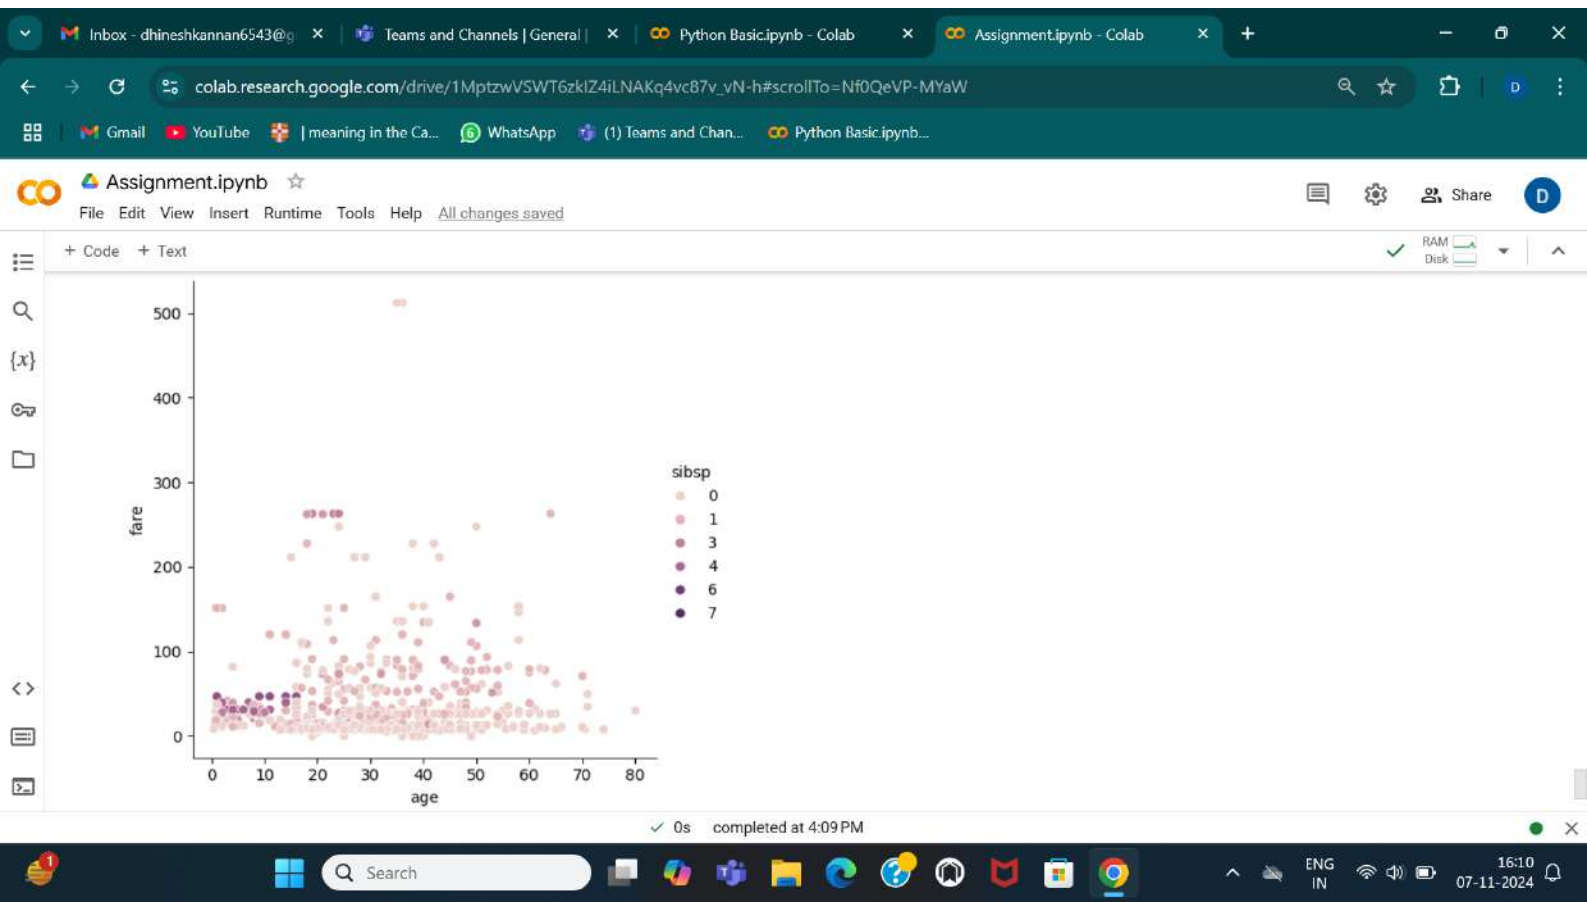 Inbox - dhineshkannan6543@g
Teams and Channels | General |
Python Basic.ipynb - Colab
Assignment.ipynb - Colab
colab.research.google.com/drive/1MptzwVSWT6zkIZ4iLNAKq4vc87v_vN-h#scrollTo=Nf0QeVP-MYaW
D
Gmail
YouTube
| meaning in the Ca...
6
WhatsApp
(1) Teams and Chan...
Python Basic.ipynb...
Assignment.ipynb
File Edit View Insert Runtime Tools Help All changes saved
Share
D
+ Code + Text
RAM
Disk
{x}
500
400
300
200
100
0
fare
0 10 20 30 40 50 60 70 80
age
sibsp
0
1
3
4
6
7
0s completed at 4:09 PM
1
Search
ENG
IN
16:10
07-11-2024